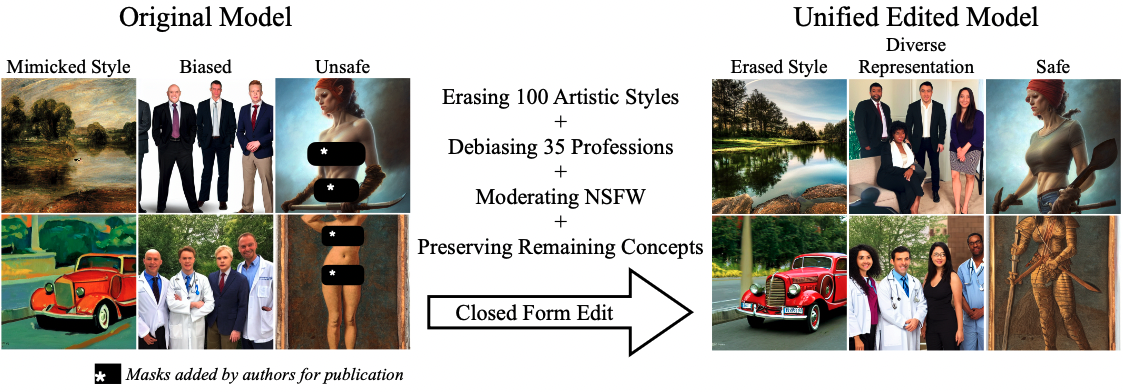 Original Model
Unified Edited Model
Mimicked Style
Biased
Unsafe
Erased Style
Diverse
Representation
Safe
Erasing 100 Artistic Styles
+
Debiasing 35 Professions
+
Moderating NSFW
+
Preserving Remaining Concepts
Closed Form Edit
* Masks added by authors for publication